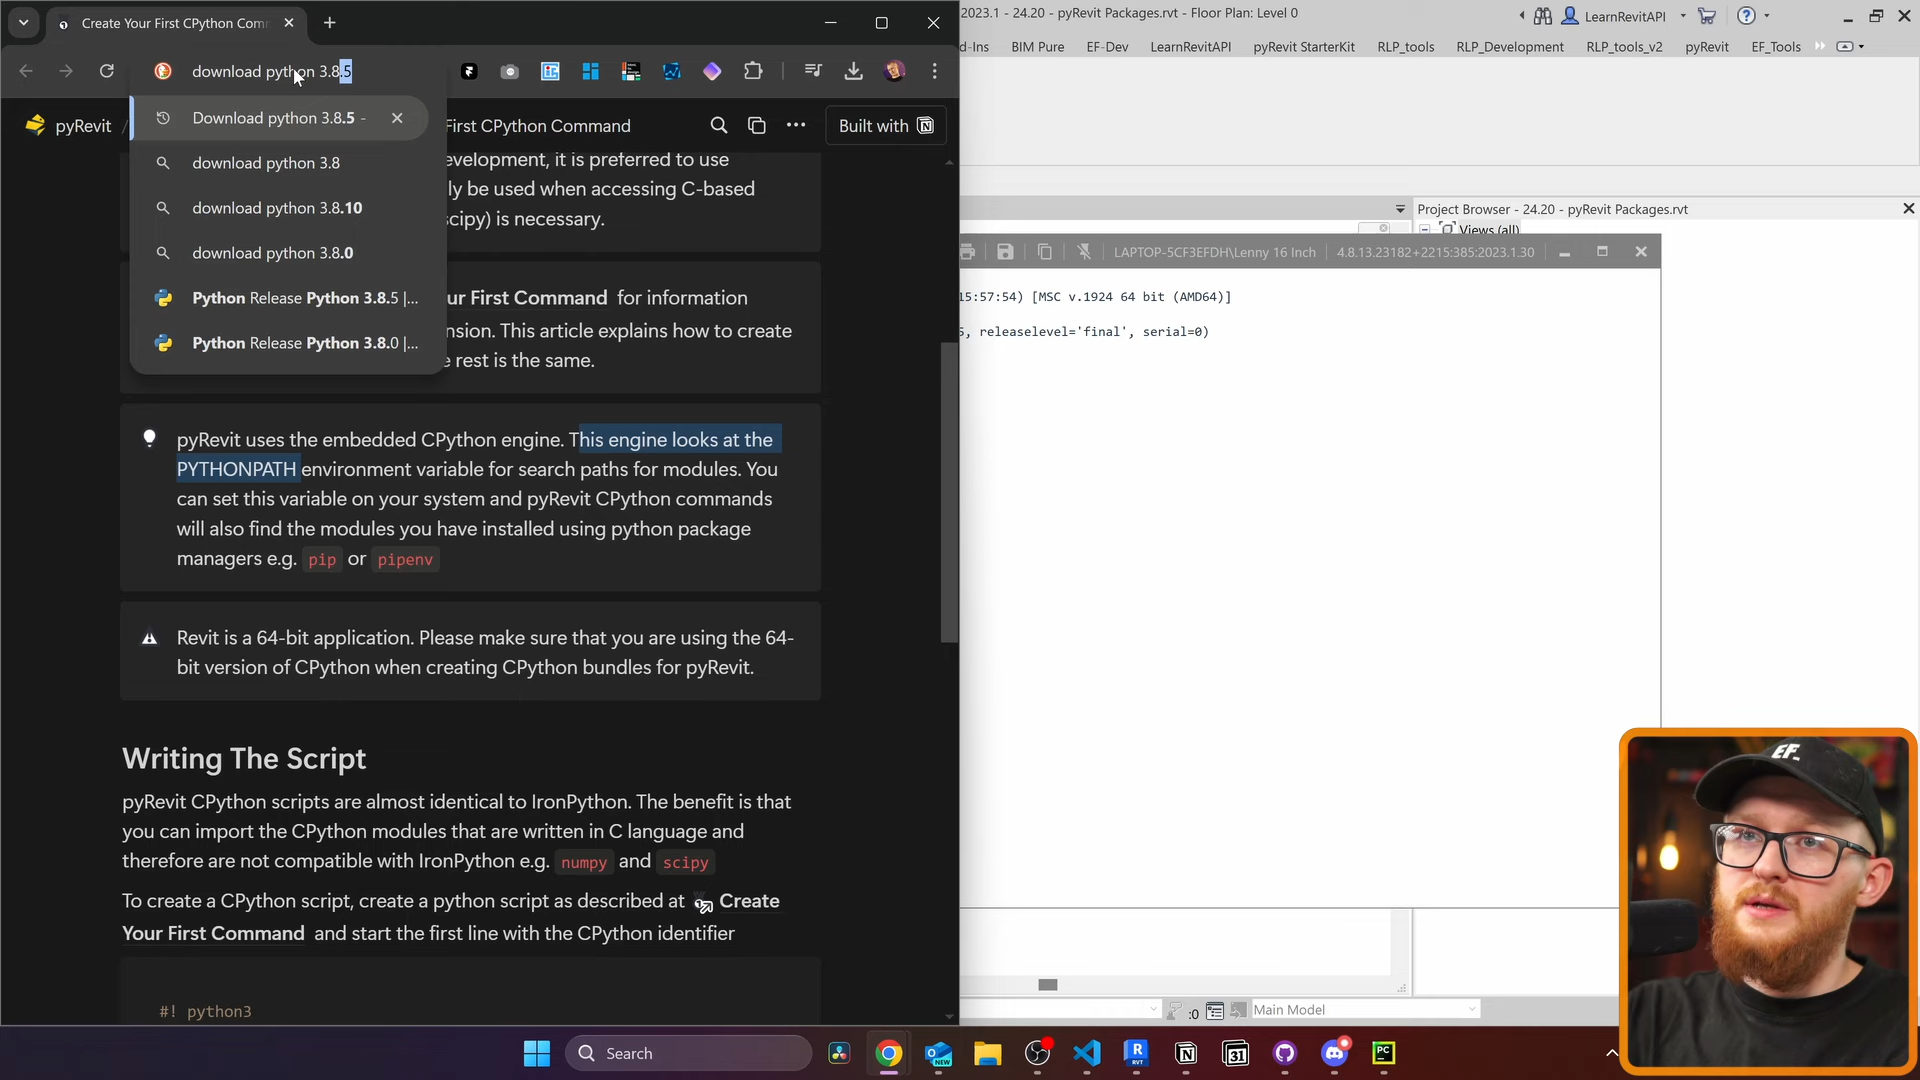 Create Your First CPython Com
2023.1 - 24.20 - pyRevit Packages.rvt - Floor Plan: Level 0
LearnRevitAPI
d-Ins
BIM Pure
EF-Dev
LearnRevitAPI
pyRevit StarterKit
RLP_tools
RLP_Development
RLP_tools_v2
pyRevit
EF_Tools
download python 3.8.5
Download python 3.8.5 -
download python 3.8
download python 3.8.10
download python 3.8.0
Python Release Python 3.8.5 |...
Python Release Python 3.8.0 |...
pyRevit /
First CPython Command
Built with
evelopment, it is preferred to use
ly be used when accessing C-based
scipy) is necessary.
ur First Command for information
nsion. This article explains how to create
e rest is the same.
pyRevit uses the embedded CPython engine. This engine looks at the
PYTHONPATH environment variable for search paths for modules. You
can set this variable on your system and pyRevit CPython commands
will also find the modules you have installed using python package
managers e.g. pip or pipenv
Revit is a 64-bit application. Please make sure that you are using the 64-
bit version of CPython when creating CPython bundles for pyRevit.
Writing The Script
pyRevit CPython scripts are almost identical to IronPython. The benefit is that
you can import the CPython modules that are written in C language and
therefore are not compatible with IronPython e.g. numpy and scipy
To create a CPython script, create a python script as described at Create
Your First Command and start the first line with the CPython identifier
#! python3
Project Browser - 24.20 - pyRevit Packages.rvt
Views (all)
LAPTOP-5CF3EFDH\Lenny 16 Inch
4.8.13.23182+2215:385:2023.1.30
15:57:54) [MSC v.1924 64 bit (AMD64)]
5, releaselevel='final', serial=0)
:0
Main Model
EF.
Search
NEW
RVT
31
PC